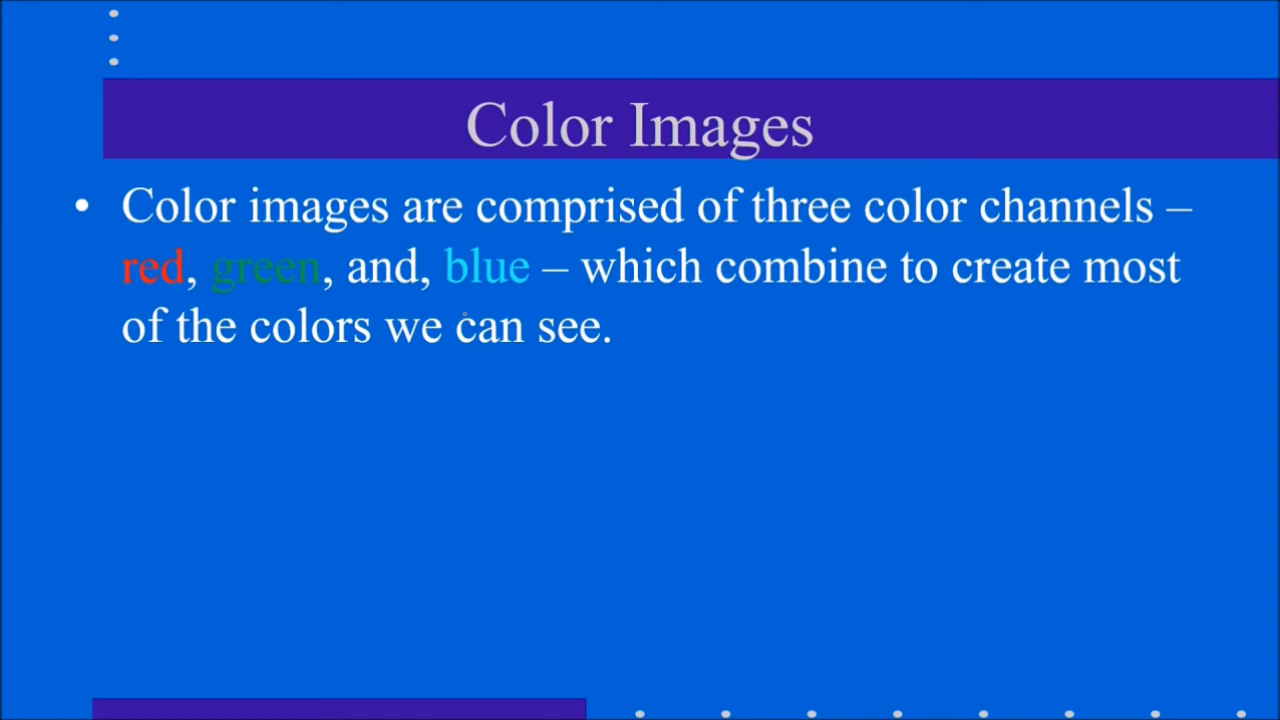 Color Images
• Color images are comprised of three color channels –
red, green, and, blue – which combine to create most
of the colors we can see.